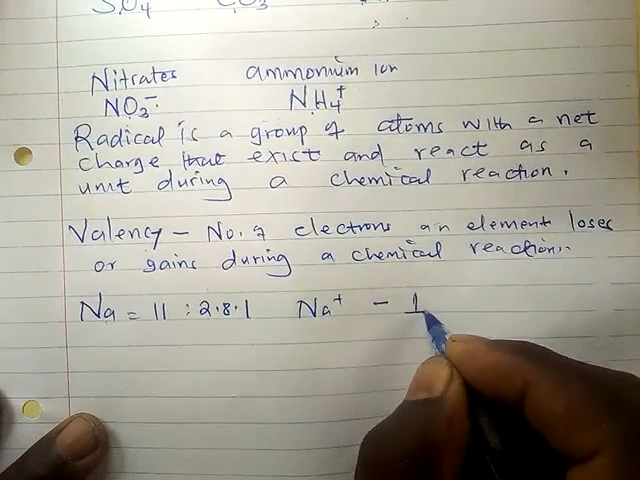 SO4 CO3
Nitrates ammonium ion
NO3⁻. NH4⁺
Radical is a group of atoms with a net
charge that exist and react as a
unit during a chemical reaction.
Valency – No. of electrons an element loses
or gains during a chemical reaction..
Na = 11 : 2.8.1 Na⁺ – 1